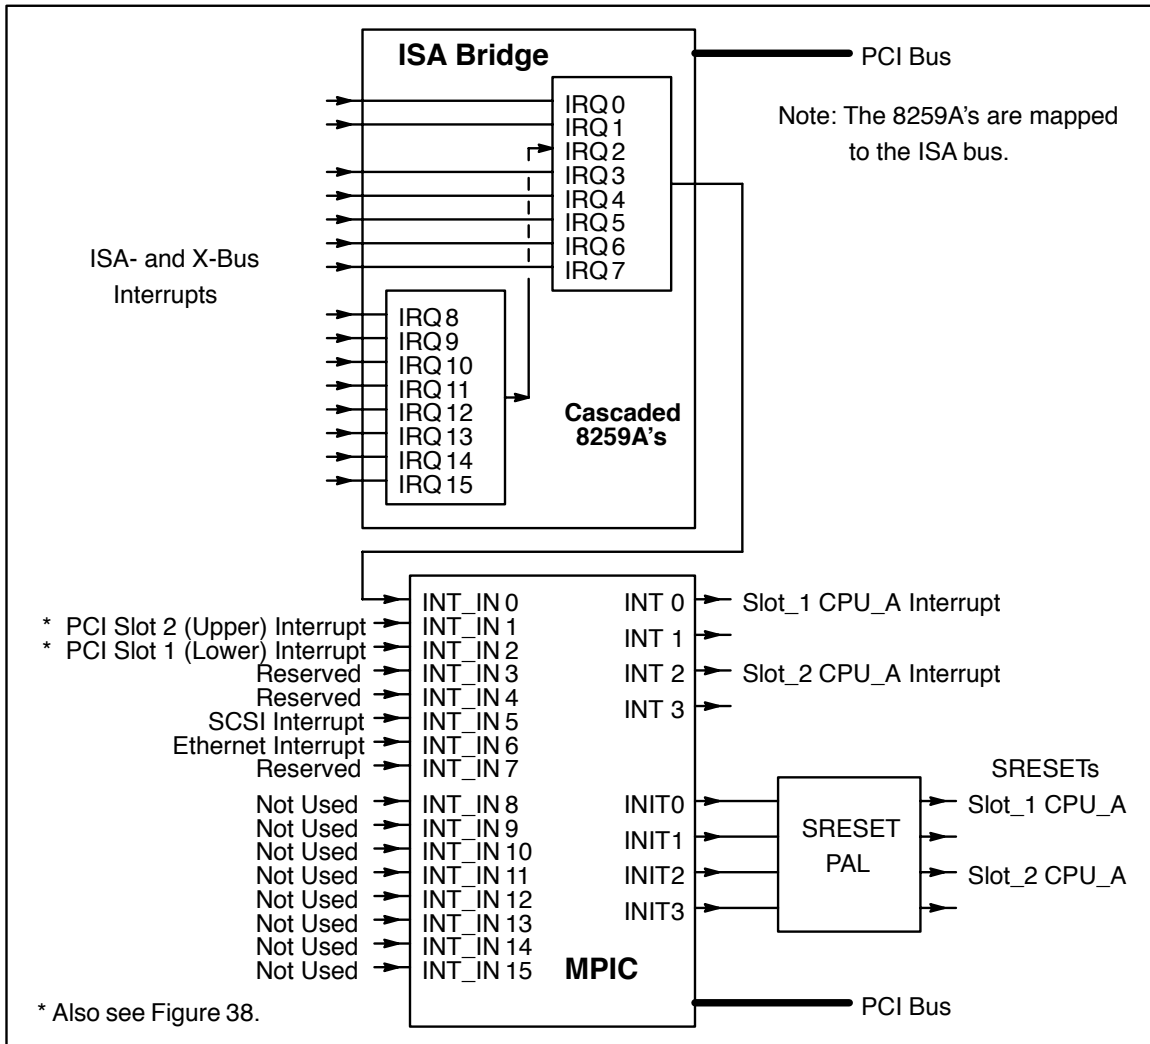 ISA Bridge
PCI Bus
Note: The 8259A's are mapped
to the ISA bus.
IRQ 0
IRQ 1
IRQ 2
IRQ 3
IRQ 4
IRQ 5
IRQ 6
IRQ 7
ISA- and X-Bus
Interrupts
IRQ 8
IRQ 9
IRQ 10
IRQ 11
IRQ 12
IRQ 13
IRQ 14
IRQ 15
Cascaded
8259A's
* PCI Slot 2 (Upper) Interrupt
* PCI Slot 1 (Lower) Interrupt
Reserved
Reserved
SCSI Interrupt
Ethernet Interrupt
Reserved
Not Used
Not Used
Not Used
Not Used
Not Used
Not Used
Not Used
Not Used
INT_IN 0
INT_IN 1
INT_IN 2
INT_IN 3
INT_IN 4
INT_IN 5
INT_IN 6
INT_IN 7
INT_IN 8
INT_IN 9
INT_IN 10
INT_IN 11
INT_IN 12
INT_IN 13
INT_IN 14
INT_IN 15
INT 0
INT 1
INT 2
INT 3
INIT0
INIT1
INIT2
INIT3
MPIC
Slot_1 CPU_A Interrupt
Slot_2 CPU_A Interrupt
SRESET
PAL
SRESETs
Slot_1 CPU_A
Slot_2 CPU_A
PCI Bus
* Also see Figure 38.